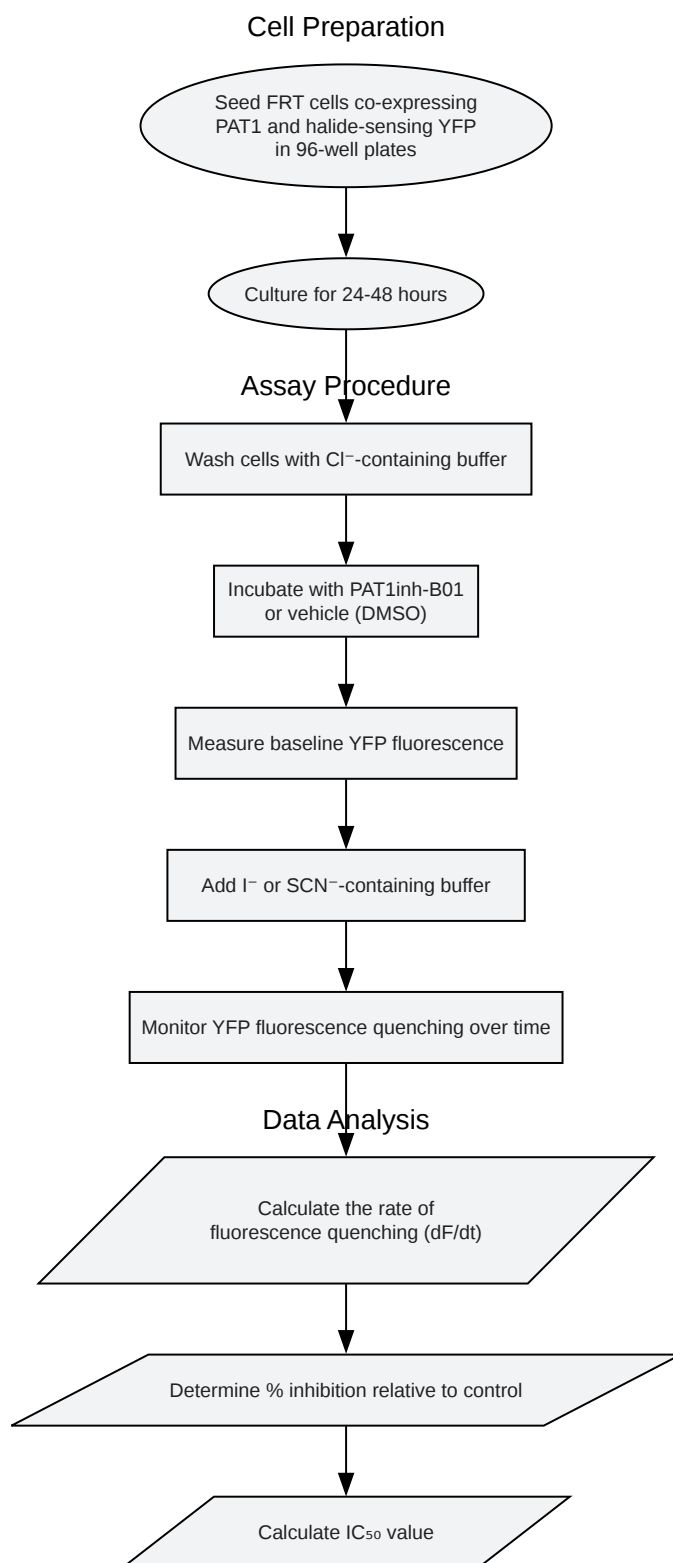 Cell Preparation
Seed FRT cells co-expressing
PAT1 and halide-sensing YFP
in 96-well plates
Culture for 24-48 hours
Assay Procedure
Wash cells with Cl⁻-containing buffer
Incubate with PAT1inh-B01
or vehicle (DMSO)
Measure baseline YFP fluorescence
Add I⁻ or SCN⁻-containing buffer
Monitor YFP fluorescence quenching over time
Data Analysis
Calculate the rate of
fluorescence quenching (dF/dt)
Determine % inhibition relative to control
Calculate IC₅₀ value